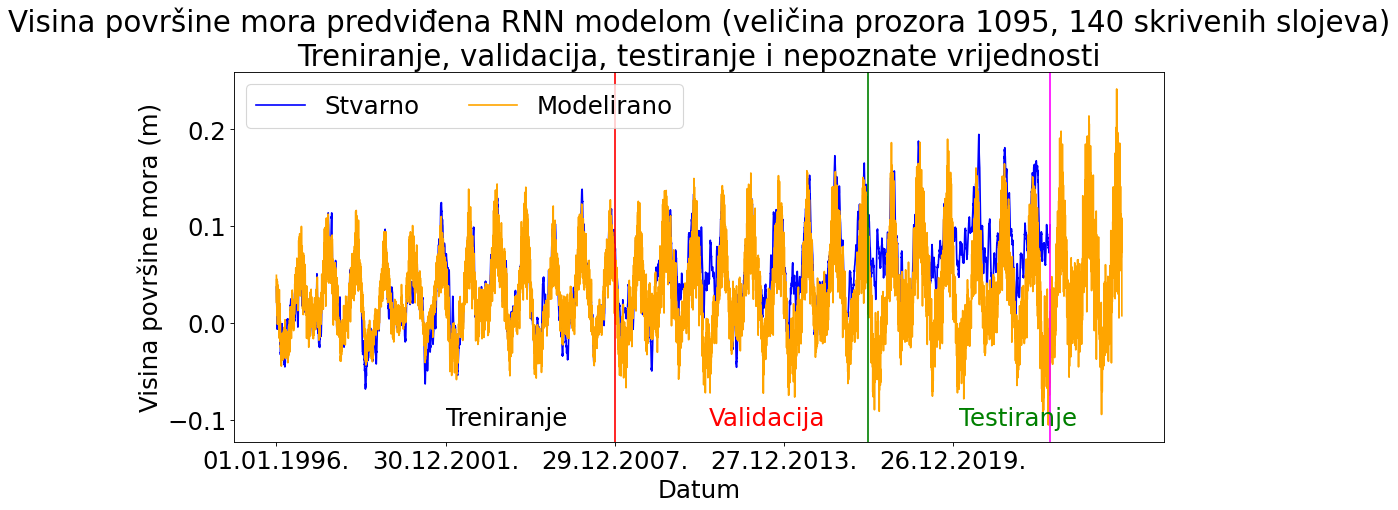 Visina površine mora predviđena RNN modelom (veličina prozora 1095, 140 skrivenih slojeva)
Treniranje, validacija, testiranje i nepoznate vrijednosti
Stvarno Modelirano
Visina površine mora (m)
0.2
0.1
0.0
−0.1
Treniranje Validacija Testiranje
01.01.1996. 30.12.2001. 29.12.2007. 27.12.2013. 26.12.2019.
Datum